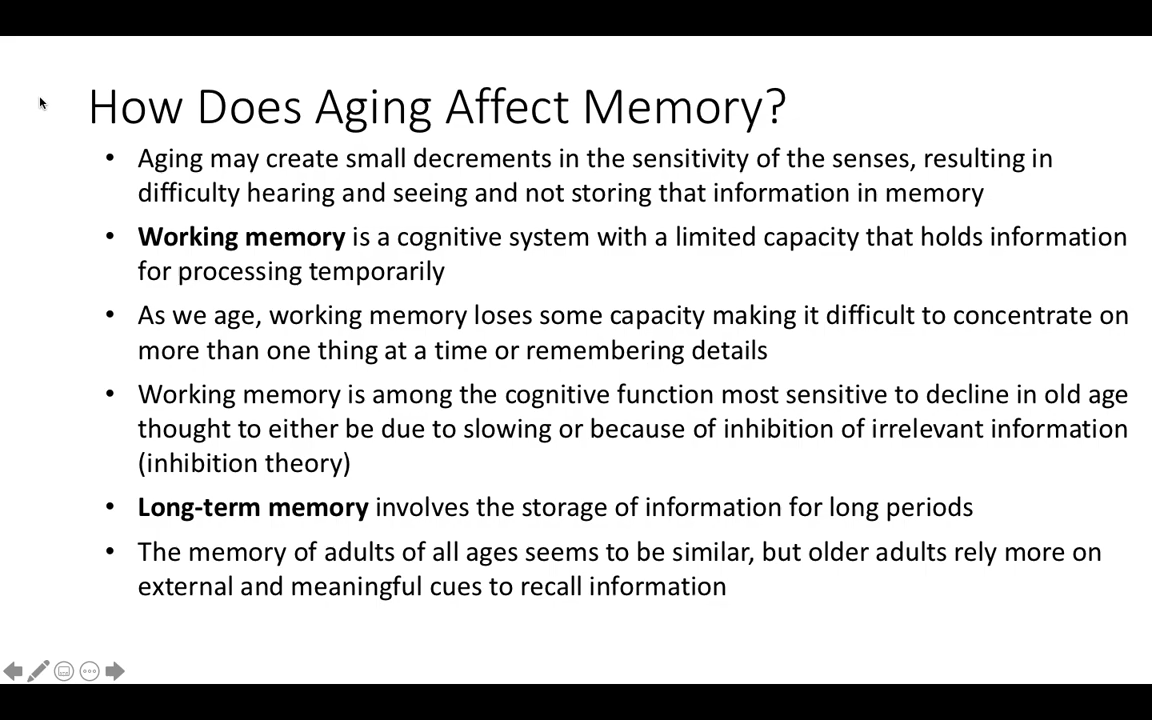 How Does Aging Affect Memory?
• Aging may create small decrements in the sensitivity of the senses, resulting in
difficulty hearing and seeing and not storing that information in memory
• Working memory is a cognitive system with a limited capacity that holds information
for processing temporarily
• As we age, working memory loses some capacity making it difficult to concentrate on
more than one thing at a time or remembering details
• Working memory is among the cognitive function most sensitive to decline in old age
thought to either be due to slowing or because of inhibition of irrelevant information
(inhibition theory)
• Long-term memory involves the storage of information for long periods
• The memory of adults of all ages seems to be similar, but older adults rely more on
external and meaningful cues to recall information